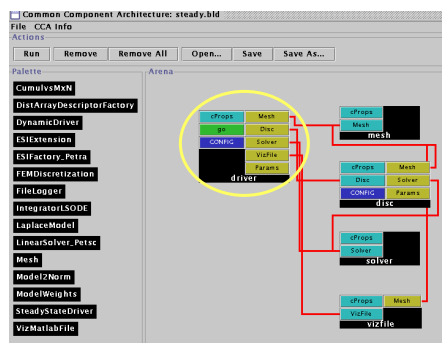 Common Component Architecture: steady.bld
File CCA Info
Actions
Run Remove Remove All Open... Save Save As...
Palette
Arena
CumulvsMxN
DistArrayDescriptorFactory
DynamicDriver
ESIExtension
ESIFactory_Petra
FEMDiscretization
FileLogger
IntegratorLSODE
LaplaceModel
LinearSolver_Petsc
Mesh
Model2Norm
ModelWeights
SteadyStateDriver
VizMatlabFile
cProps Mesh
go Disc
CONFIG Solver
VizFile
Params
driver
cProps
Mesh
mesh
cProps Mesh
Disc Solver
CONFIG Params
disc
cProps
Solver
solver
cProps Mesh
VizFile
vizfile